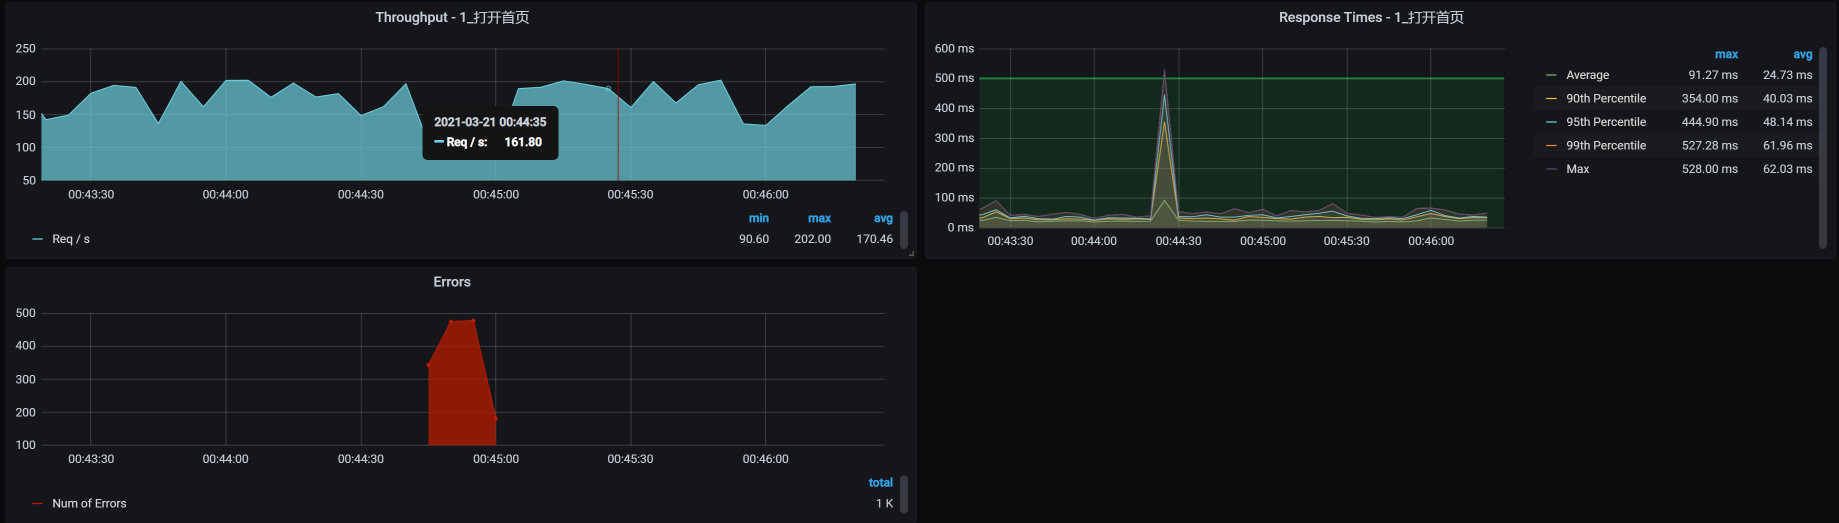 Throughput - 1_打开首页
250
200
150
100
50
00:43:30 00:44:00 00:44:30 00:45:00 00:45:30 00:46:00
2021-03-21 00:44:35
Req / s: 161.80
min max avg
Req / s 90.60 202.00 170.46
Response Times - 1_打开首页
600 ms
500 ms
400 ms
300 ms
200 ms
100 ms
0 ms
00:43:30 00:44:00 00:44:30 00:45:00 00:45:30 00:46:00
max avg
Average 91.27 ms 24.73 ms
90th Percentile 354.00 ms 40.03 ms
95th Percentile 444.90 ms 48.14 ms
99th Percentile 527.28 ms 61.96 ms
Max 528.00 ms 62.03 ms
Errors
500
400
300
200
100
00:43:30 00:44:00 00:44:30 00:45:00 00:45:30 00:46:00
total
Num of Errors 1 K